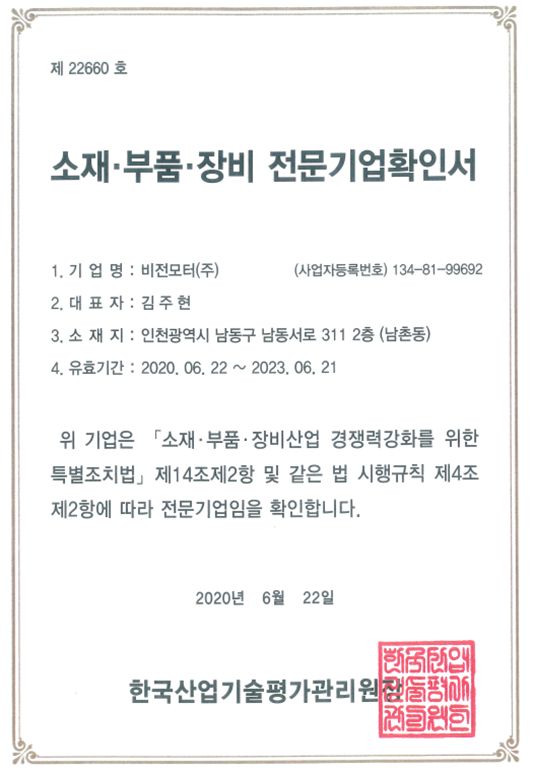 제 22660 호
소재·부품·장비 전문기업확인서
1. 기 업 명 : 비전모터(주) (사업자등록번호) 134-81-99692
2. 대 표 자 : 김 주 현
3. 소 재 지 : 인천광역시 남동구 남동서로 311 2층 (남촌동)
4. 유효기간 : 2020. 06. 22 ~ 2023. 06. 21
위 기업은 「소재·부품·장비산업 경쟁력강화를 위한
특별조치법」 제14조제2항 및 같은 법 시행규칙 제4조
제2항에 따라 전문기업임을 확인합니다.
2020년 6월 22일
한국산업기술평가관리원장